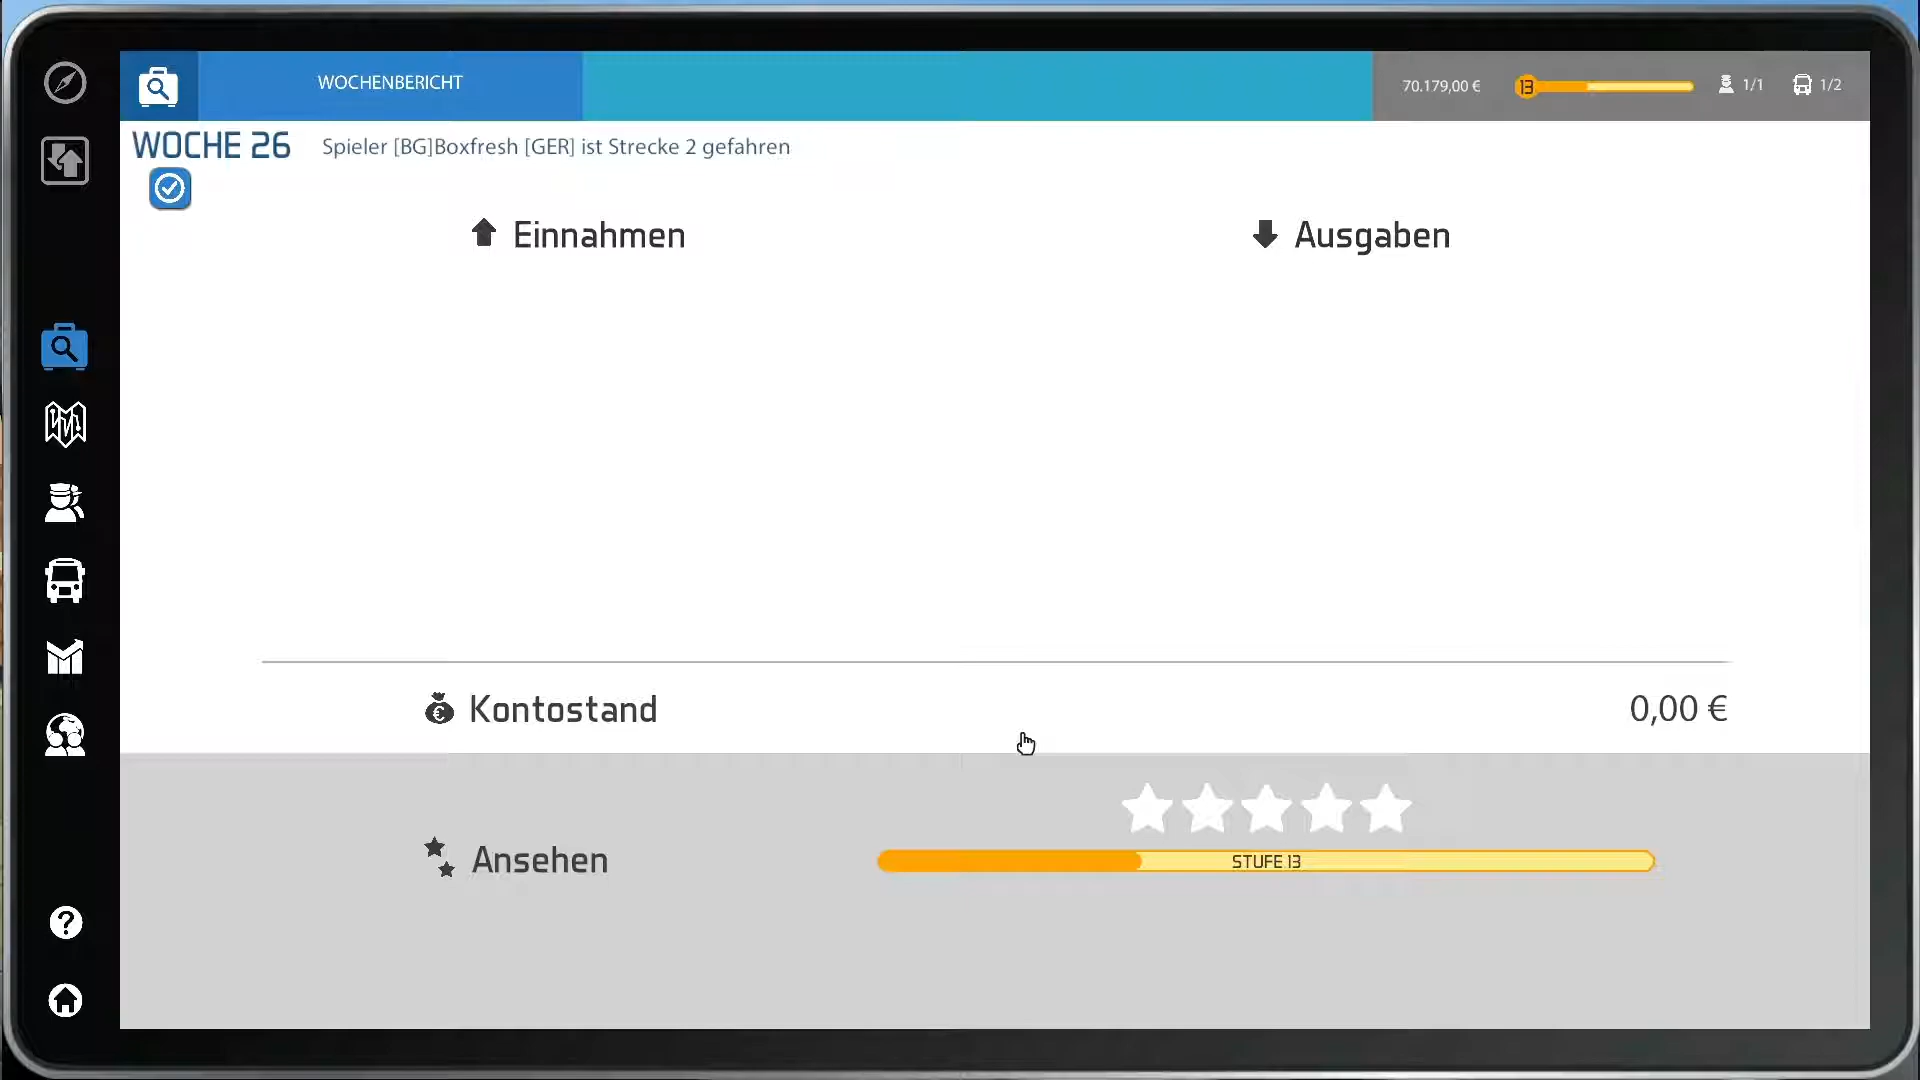 WOCHENBERICHT
70.179,00 €
13
1/1
1/2
WOCHE 26
Spieler [BG]Boxfresh [GER] ist Strecke 2 gefahren
Einnahmen
Ausgaben
Kontostand
0,00 €
Ansehen
STUFE 13